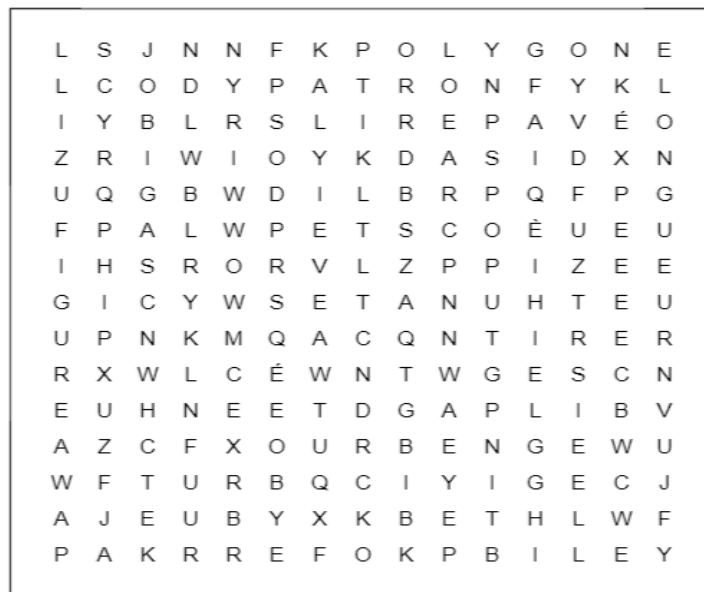 L S J N N F K P O L Y G O N E
L C O D Y P A T R O N F Y K L
I Y B L R S L I R E P A V É O
Z R I W I O Y K D A S I D X N
U Q G B W D I L B R P Q F P G
F P A L W P E T S C O È U E U
I H S R O R V L Z P P I Z E E
G I C Y W S E T A N U H T E U
U P N K M Q A C Q N T I R E R
R X W L C É W N T W G E S C N
E U H N E E T D G A P L I B V
A Z C F X O U R B E N G E W U
W F T U R B Q C I Y I G E C J
A J E U B Y X K B E T H L W F
P A K R R E F O K P B I L E Y